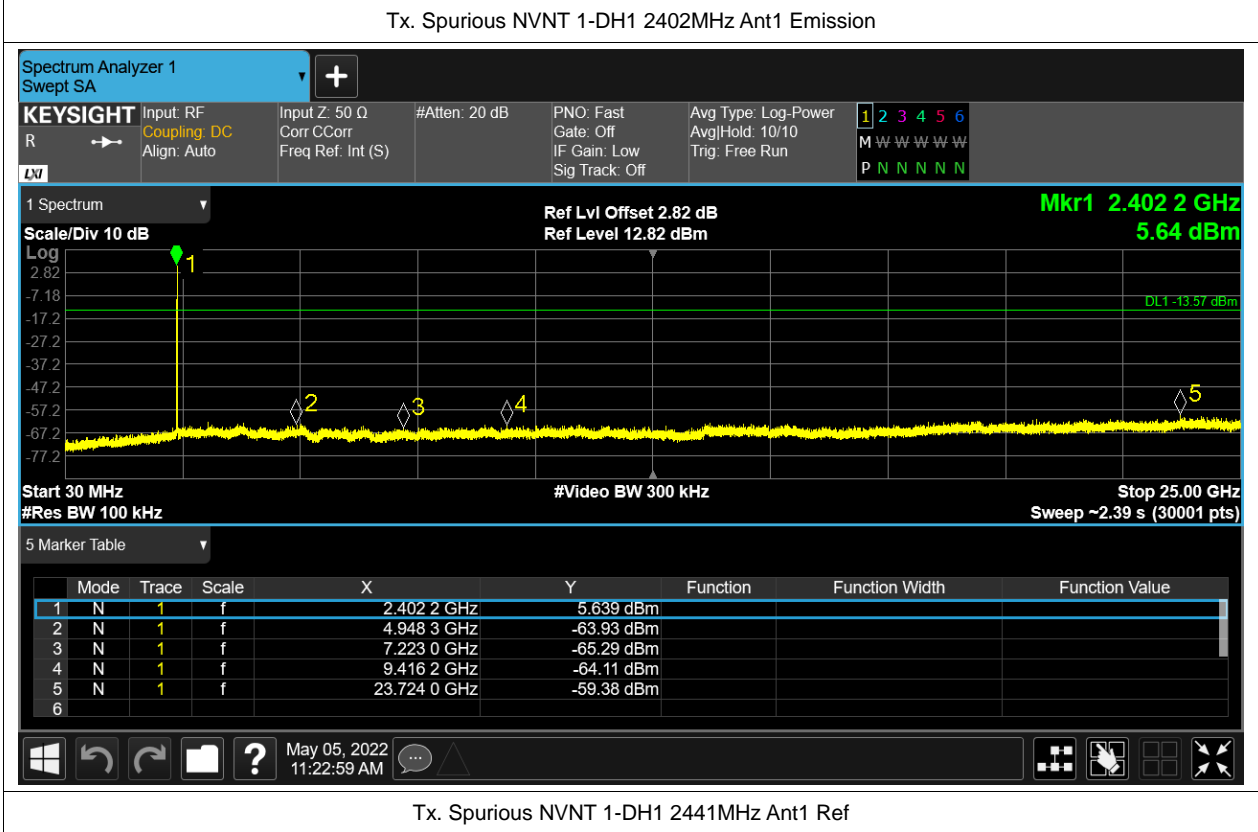 Tx. Spurious NVNT 1-DH1 2402MHz Ant1 Emission
Spectrum Analyzer 1
Swept SA
KEYSIGHT
R
LXI
Input: RF
Coupling: DC
Align: Auto
Input Z: 50 Ω
Corr CCorr
Freq Ref: Int (S)
#Atten: 20 dB
PNO: Fast
Gate: Off
IF Gain: Low
Sig Track: Off
Avg Type: Log-Power
Avg|Hold: 10/10
Trig: Free Run
1 2 3 4 5 6
M W W W W W
P N N N N N
1 Spectrum
Scale/Div 10 dB
Ref Lvl Offset 2.82 dB
Ref Level 12.82 dBm
Mkr1 2.402 2 GHz
5.64 dBm
Log
2.82
-7.18
-17.2
-27.2
-37.2
-47.2
-57.2
-67.2
-77.2
1
DL1 -13.57 dBm
2
3
4
5
Start 30 MHz
#Res BW 100 kHz
#Video BW 300 kHz
Stop 25.00 GHz
Sweep ~2.39 s (30001 pts)
5 Marker Table
Mode Trace Scale X Y Function Function Width Function Value
1 N 1 f 2.402 2 GHz 5.639 dBm
2 N 1 f 4.948 3 GHz -63.93 dBm
3 N 1 f 7.223 0 GHz -65.29 dBm
4 N 1 f 9.416 2 GHz -64.11 dBm
5 N 1 f 23.724 0 GHz -59.38 dBm
6
?
May 05, 2022
11:22:59 AM
Tx. Spurious NVNT 1-DH1 2441MHz Ant1 Ref